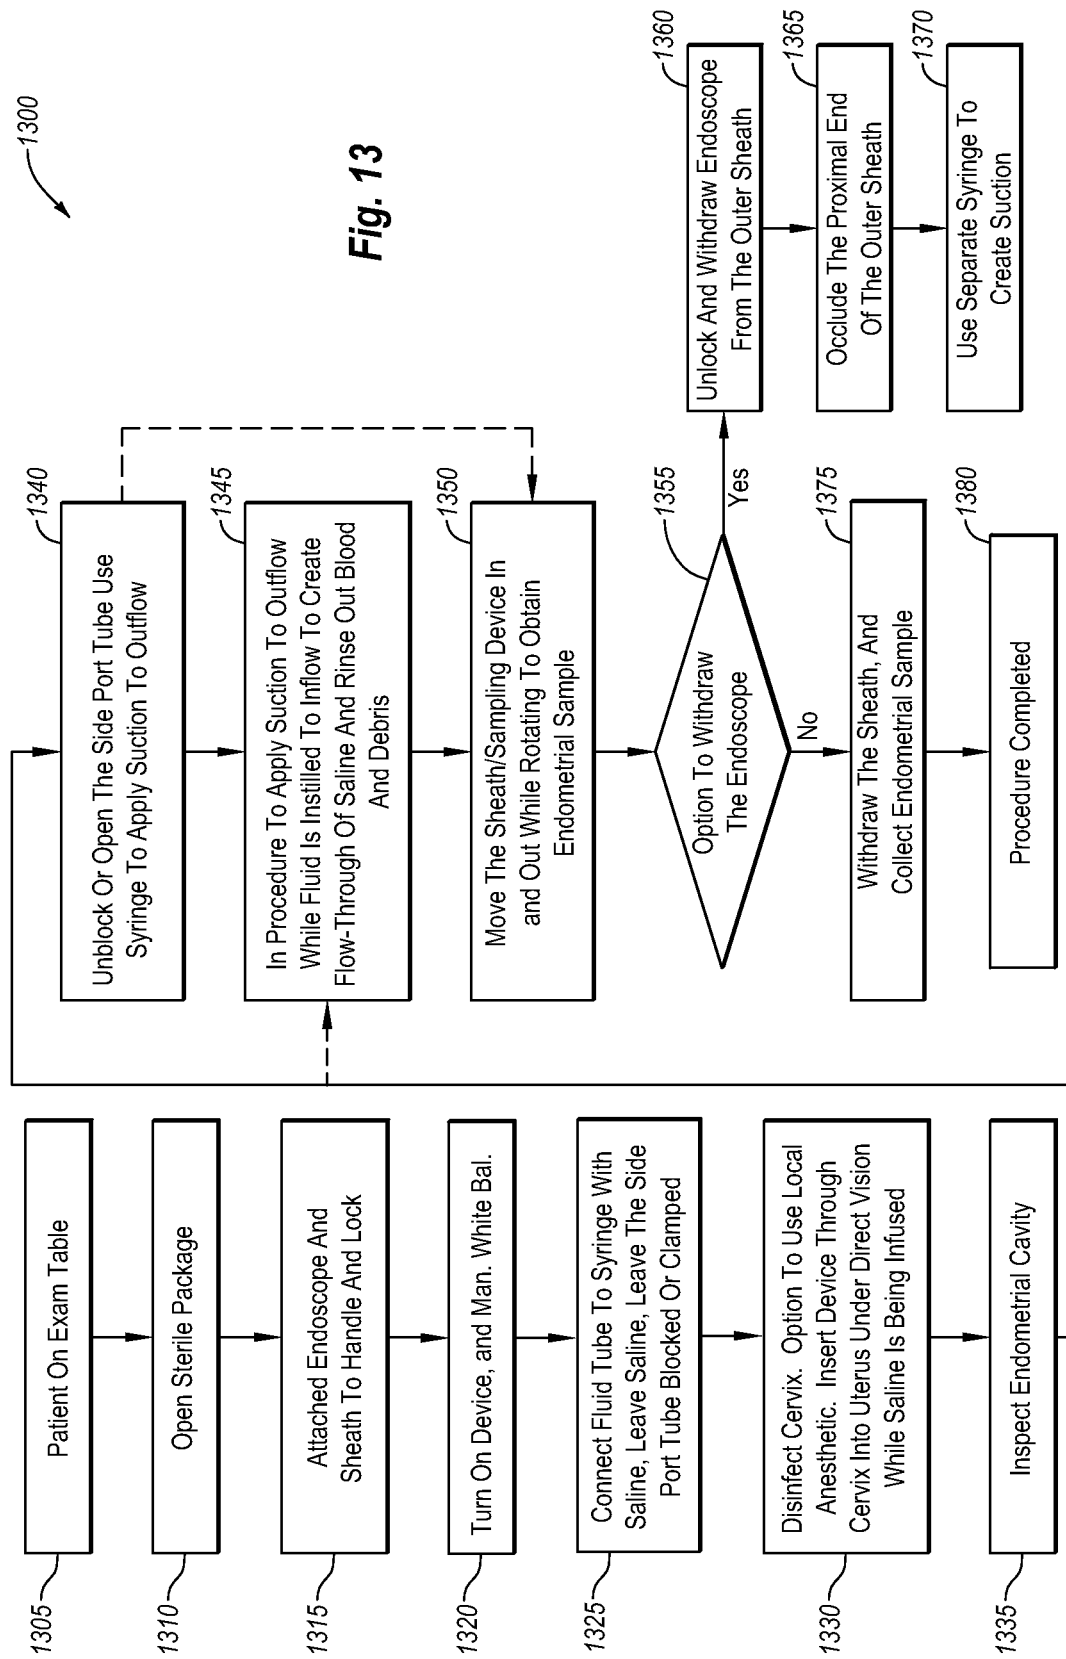 1300
Fig. 13
1305
Patient On Exam Table
1310
Open Sterile Package
1315
Attached Endoscope And
Sheath To Handle And Lock
1320
Turn On Device, and Man. White Bal.
1325
Connect Fluid Tube To Syringe With
Saline, Leave Saline, Leave The Side
Port Tube Blocked Or Clamped
1330
Disinfect Cervix. Option To Use Local
Anesthetic. Insert Device Through
Cervix Into Uterus Under Direct Vision
While Saline Is Being Infused
1335
Inspect Endometrial Cavity
1340
Unblock Or Open The Side Port Tube Use
Syringe To Apply Suction To Outflow
1345
In Procedure To Apply Suction To Outflow
While Fluid Is Instilled To Inflow To Create
Flow-Through Of Saline And Rinse Out Blood
And Debris
1350
Move The Sheath/Sampling Device In
and Out While Rotating To Obtain
Endometrial Sample
1355
Option To Withdraw
The Endoscope
Yes
No
1360
Unlock And Withdraw Endoscope
From The Outer Sheath
1365
Occlude The Proximal End
Of The Outer Sheath
1370
Use Separate Syringe To
Create Suction
1375
Withdraw The Sheath, And
Collect Endometrial Sample
1380
Procedure Completed